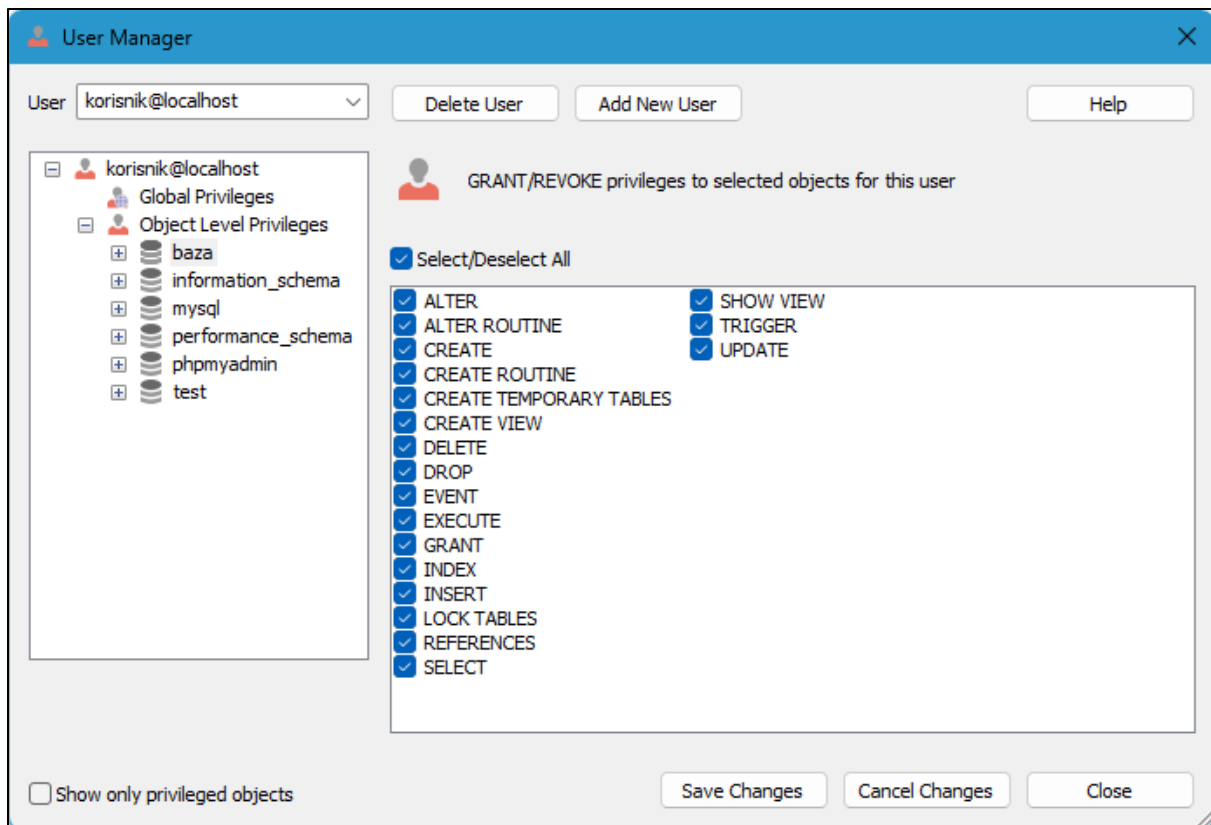 User Manager
User korisnik@localhost Delete User Add New User Help
korisnik@localhost
Global Privileges
Object Level Privileges
baza
information_schema
mysql
performance_schema
phpmyadmin
test
GRANT/REVOKE privileges to selected objects for this user
Select/Deselect All
ALTER
ALTER ROUTINE
CREATE
CREATE ROUTINE
CREATE TEMPORARY TABLES
CREATE VIEW
DELETE
DROP
EVENT
EXECUTE
GRANT
INDEX
INSERT
LOCK TABLES
REFERENCES
SELECT
SHOW VIEW
TRIGGER
UPDATE
Show only privileged objects Save Changes Cancel Changes Close